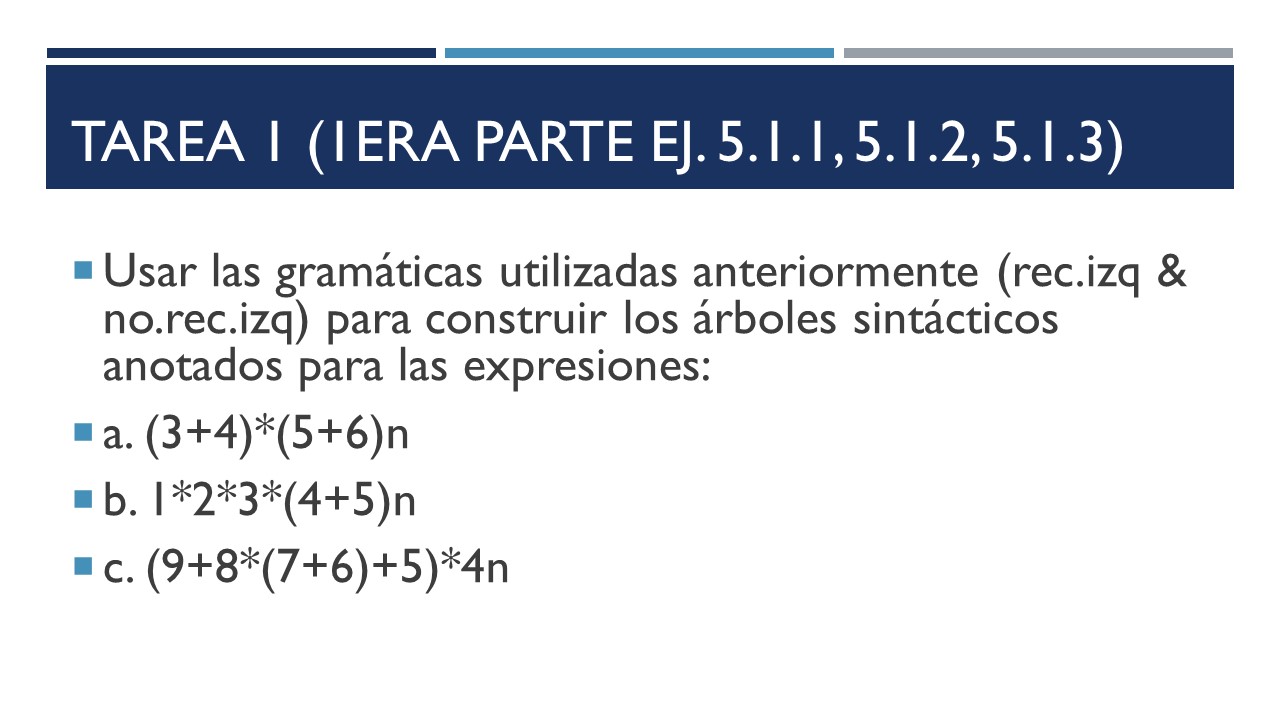 TAREA 1 (1ERA PARTE EJ. 5.1.1, 5.1.2, 5.1.3)
Usar las gramáticas utilizadas anteriormente (rec.izq &
no.rec.izq) para construir los árboles sintácticos
anotados para las expresiones:
a. (3+4)*(5+6)n
b. 1*2*3*(4+5)n
c. (9+8*(7+6)+5)*4n